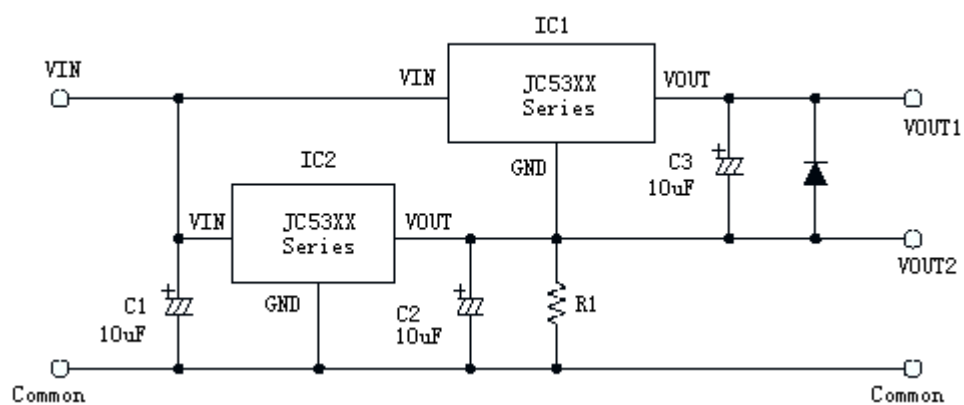 IC1
VIN
VIN
JC53XX
Series
VOUT
VOUT1
GND
C3
10uF
IC2
VIN
JC53XX
Series
VOUT
VOUT2
GND
C1
10uF
C2
10uF
R1
Common
Common